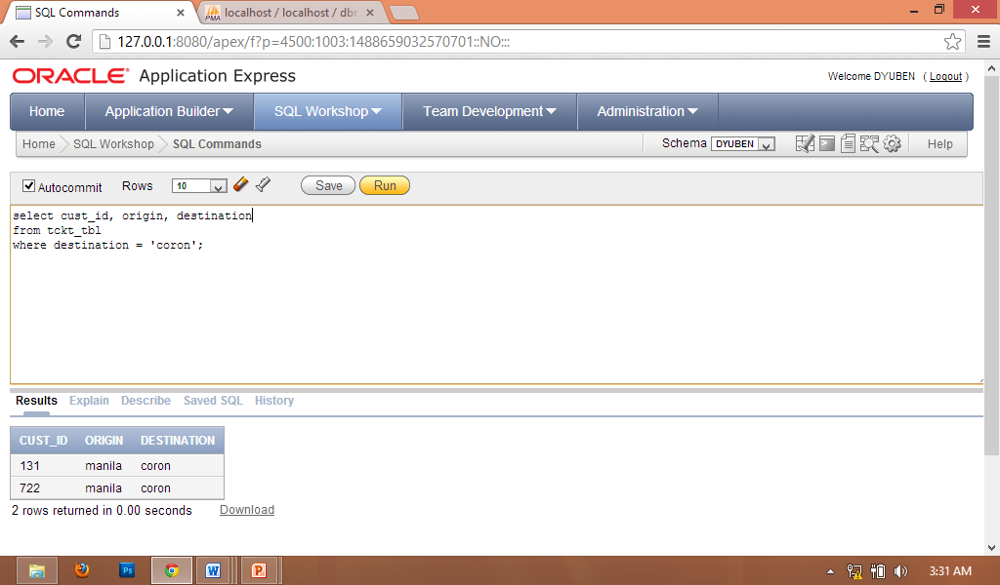 SQL Commands
PMA localhost / localhost / dbr
127.0.0.1:8080/apex/f?p=4500:1003:1488659032570701::NO:::
ORACLE® Application Express
Welcome DYUBEN ( Logout )
Home Application Builder SQL Workshop Team Development Administration
Home SQL Workshop SQL Commands Schema DYUBEN Help
Autocommit Rows 10 Save Run
select cust_id, origin, destination
from tckt_tbl
where destination = 'coron';
Results Explain Describe Saved SQL History
CUST_ID ORIGIN DESTINATION
131 manila coron
722 manila coron
2 rows returned in 0.00 seconds Download
Ps W P 3:31 AM